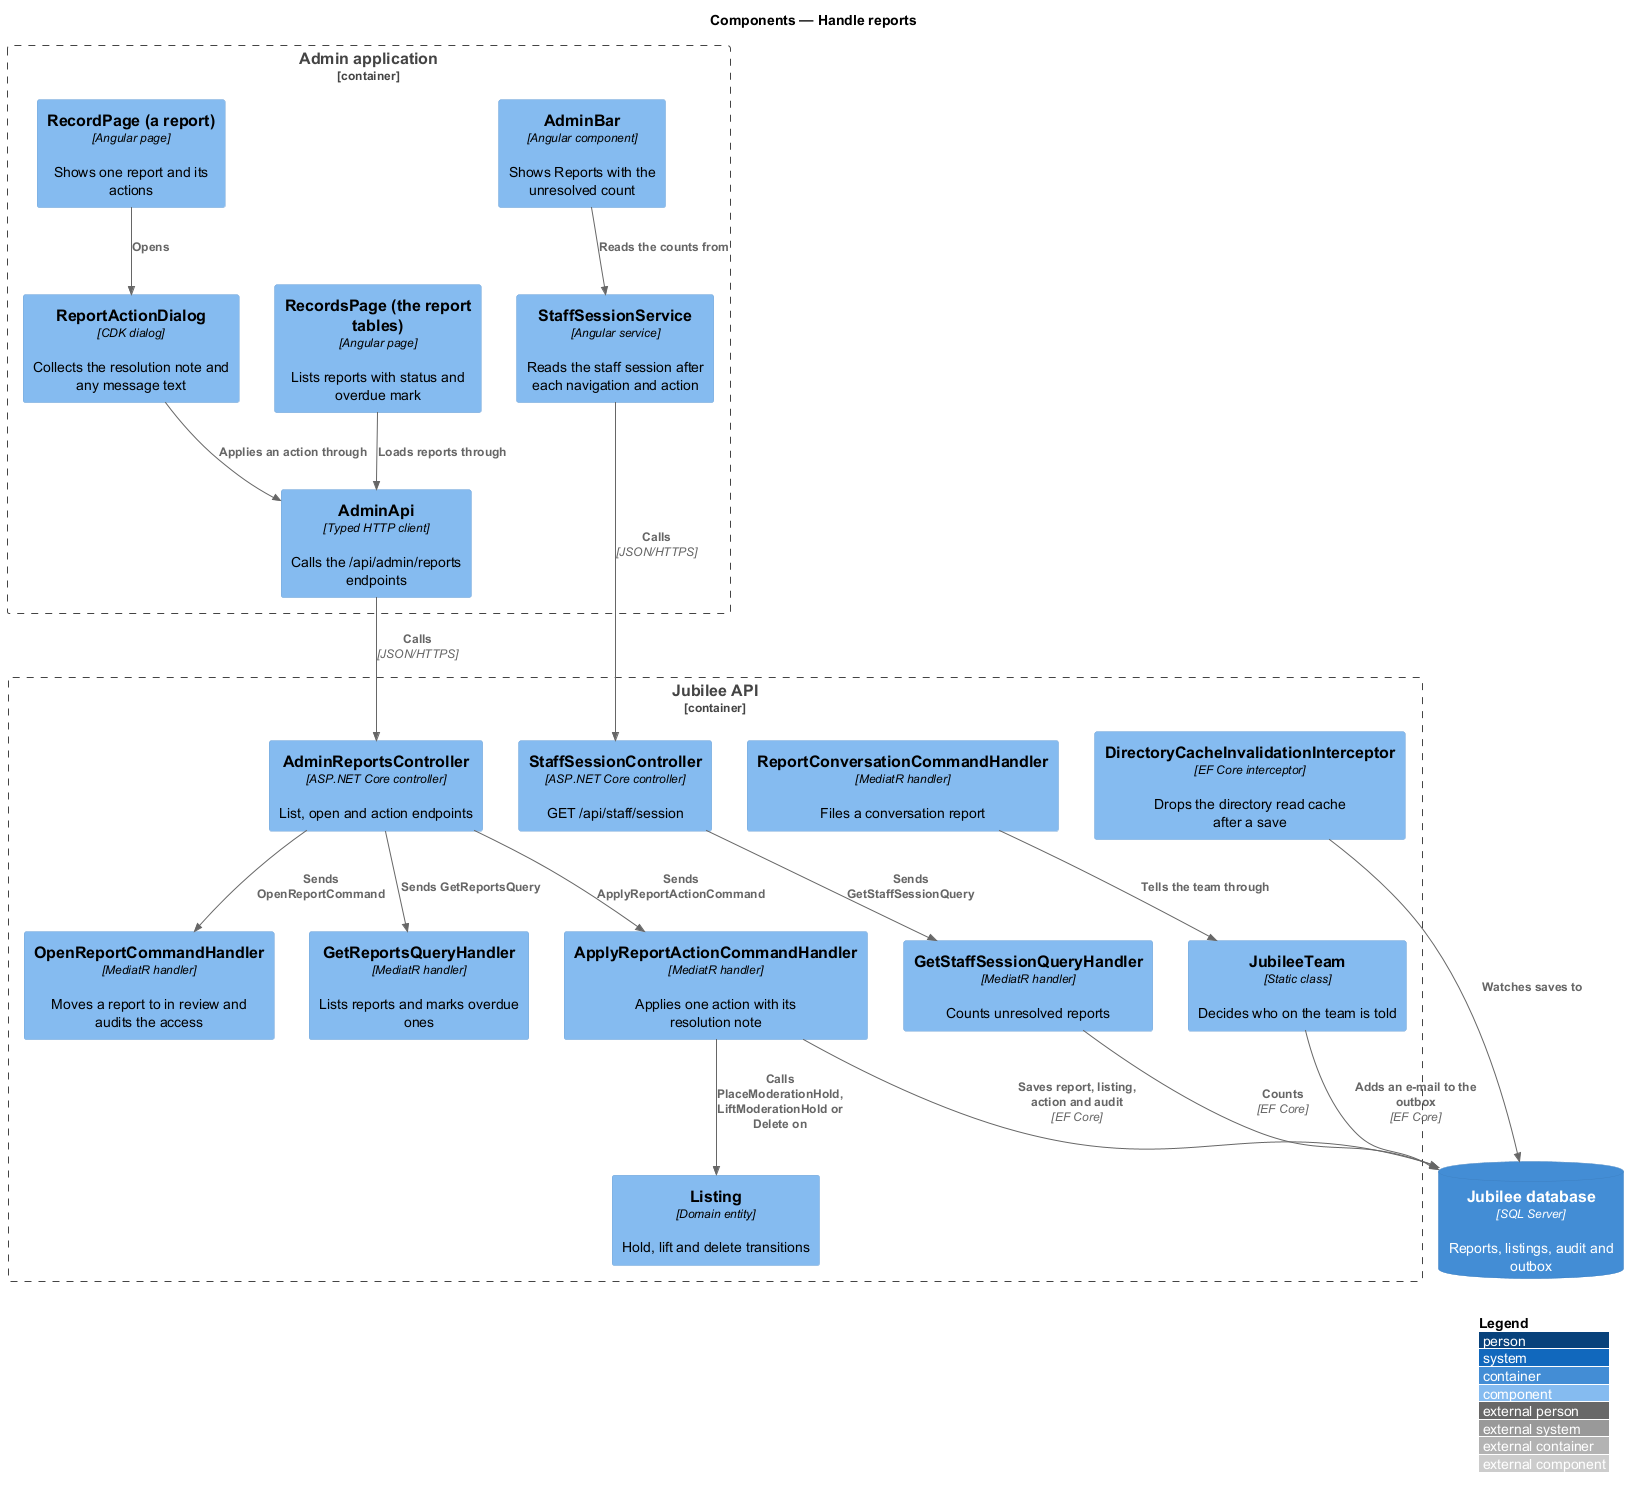 Components — Handle reports
Admin application
[container]
RecordPage (a report)
[Angular page]
Shows one report and its
actions
AdminBar
[Angular component]
Shows Reports with the
unresolved count
Opens
Reads the counts from
ReportActionDialog
[CDK dialog]
Collects the resolution note and
any message text
RecordsPage (the report
tables)
[Angular page]
Lists reports with status and
overdue mark
StaffSessionService
[Angular service]
Reads the staff session after
each navigation and action
Applies an action through
Loads reports through
AdminApi
[Typed HTTP client]
Calls the /api/admin/reports
endpoints
Calls
[JSON/HTTPS]
Calls
[JSON/HTTPS]
Jubilee API
[container]
AdminReportsController
[ASP.NET Core controller]
List, open and action endpoints
StaffSessionController
[ASP.NET Core controller]
GET /api/staff/session
ReportConversationCommandHandler
[MediatR handler]
Files a conversation report
DirectoryCacheInvalidationInterceptor
[EF Core interceptor]
Drops the directory read cache
after a save
Sends
OpenReportCommand
Sends GetReportsQuery
Sends
ApplyReportActionCommand
Sends
GetStaffSessionQuery
Tells the team through
Watches saves to
OpenReportCommandHandler
[MediatR handler]
Moves a report to in review and
audits the access
GetReportsQueryHandler
[MediatR handler]
Lists reports and marks overdue
ones
ApplyReportActionCommandHandler
[MediatR handler]
Applies one action with its
resolution note
GetStaffSessionQueryHandler
[MediatR handler]
Counts unresolved reports
JubileeTeam
[Static class]
Decides who on the team is told
Calls
PlaceModerationHold,
LiftModerationHold or
Delete on
Saves report, listing,
action and audit
[EF Core]
Counts
[EF Core]
Adds an e-mail to the
outbox
[EF Core]
Listing
[Domain entity]
Hold, lift and delete transitions
Jubilee database
[SQL Server]
Reports, listings, audit and
outbox
Legend
person
system
container
component
external person
external system
external container
external component